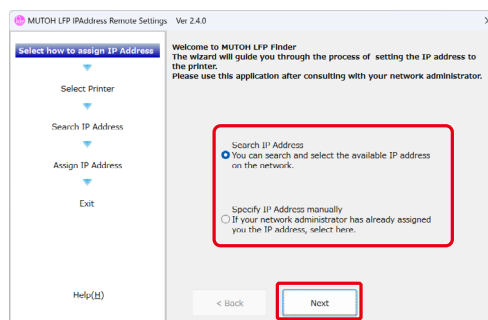 MUTOH LFP IPAddress Remote Settings Ver 2.4.0
Select how to assign IP Address
Select Printer
Search IP Address
Assign IP Address
Exit
Help(H)
Welcome to MUTOH LFP Finder
The wizard will guide you through the process of setting the IP address to
the printer.
Please use this application after consulting with your network administrator.
Search IP Address
You can search and select the available IP address
on the network.
Specify IP Address manually
If your network administrator has already assigned
you the IP address, select here.
< Back
Next